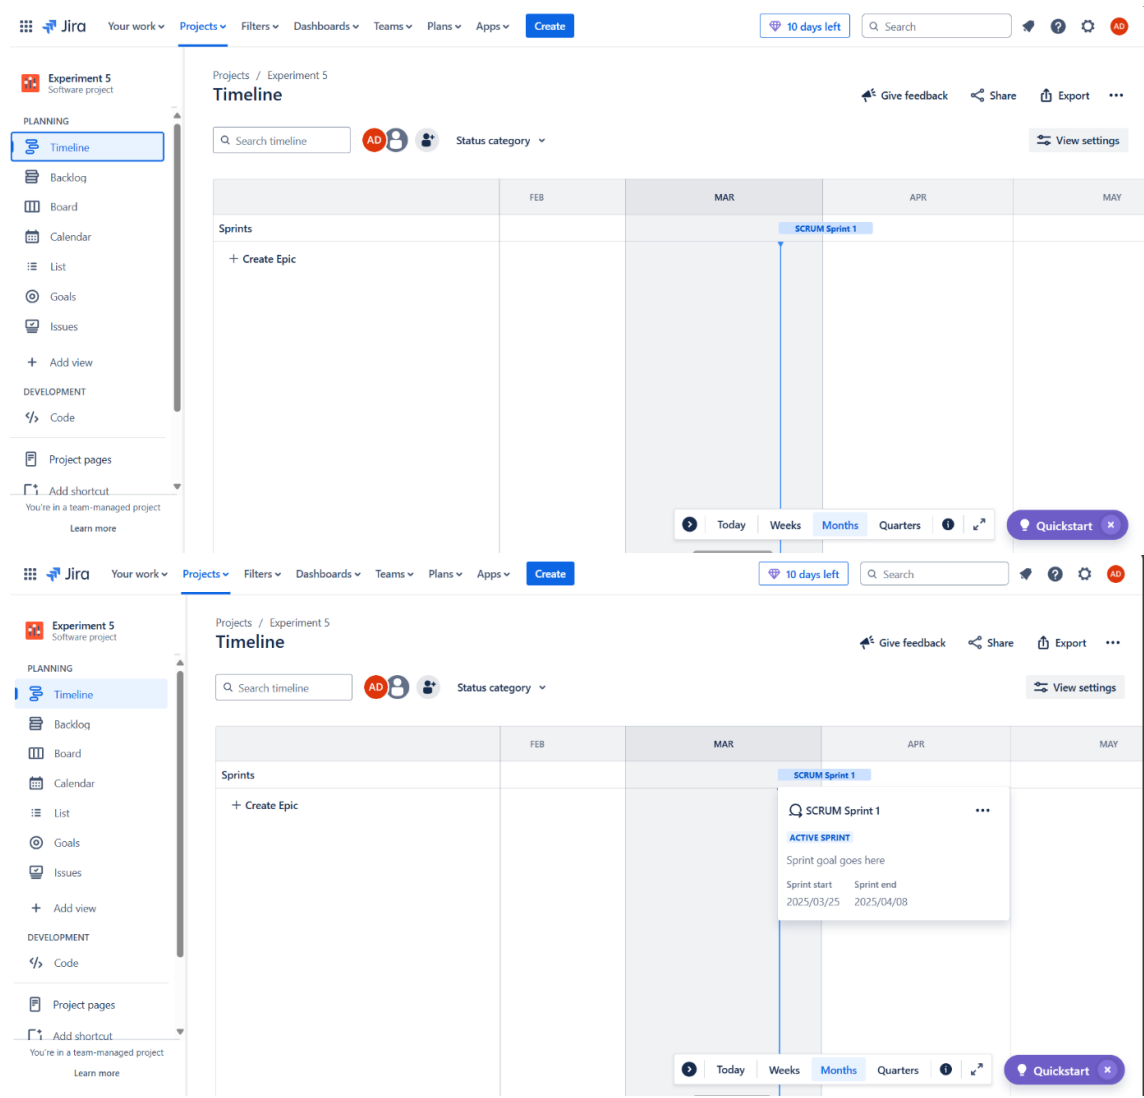 Jira Your work Projects Filters Dashboards Teams Plans Apps Create 10 days left Search AD
Experiment 5
Software project
Projects / Experiment 5
Timeline
Give feedback Share Export
PLANNING
Search timeline AD Status category View settings
Timeline
Backlog
Board
Calendar
List
Goals
Issues
Add view
DEVELOPMENT
Code
Project pages
Add shortcut
You're in a team-managed project
Learn more
FEB MAR APR MAY
Sprints SCRUM Sprint 1
+ Create Epic
Today Weeks Months Quarters Quickstart
Jira Your work Projects Filters Dashboards Teams Plans Apps Create 10 days left Search AD
Experiment 5
Software project
Projects / Experiment 5
Timeline
Give feedback Share Export
PLANNING
Search timeline AD Status category View settings
Timeline
Backlog
Board
Calendar
List
Goals
Issues
Add view
DEVELOPMENT
Code
Project pages
Add shortcut
You're in a team-managed project
Learn more
FEB MAR APR MAY
Sprints SCRUM Sprint 1
+ Create Epic
SCRUM Sprint 1
ACTIVE SPRINT
Sprint goal goes here
Sprint start Sprint end
2025/03/25 2025/04/08
Today Weeks Months Quarters Quickstart